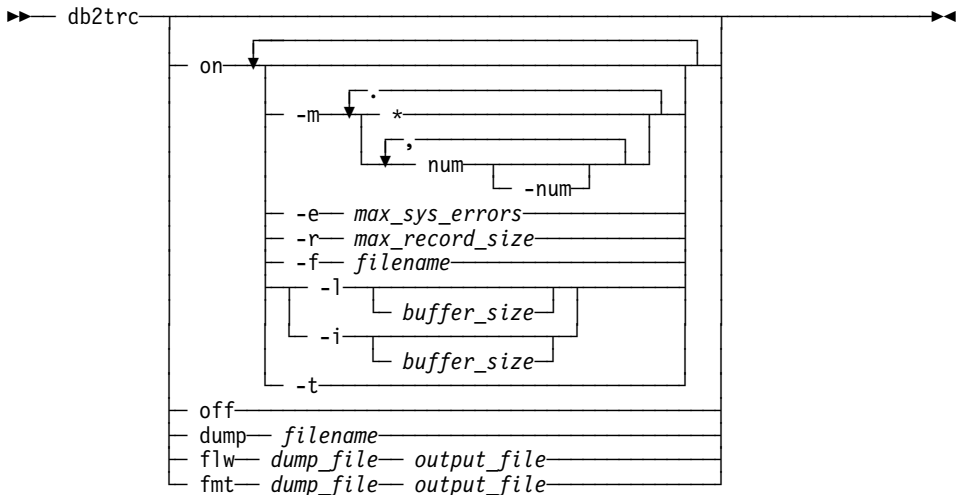 db2trc
on
.
-m *
,
num
-num
-e max_sys_errors
-r max_record_size
-f filename
-l
buffer_size
-i
buffer_size
-t
off
dump filename
flw dump_file output_file
fmt dump_file output_file